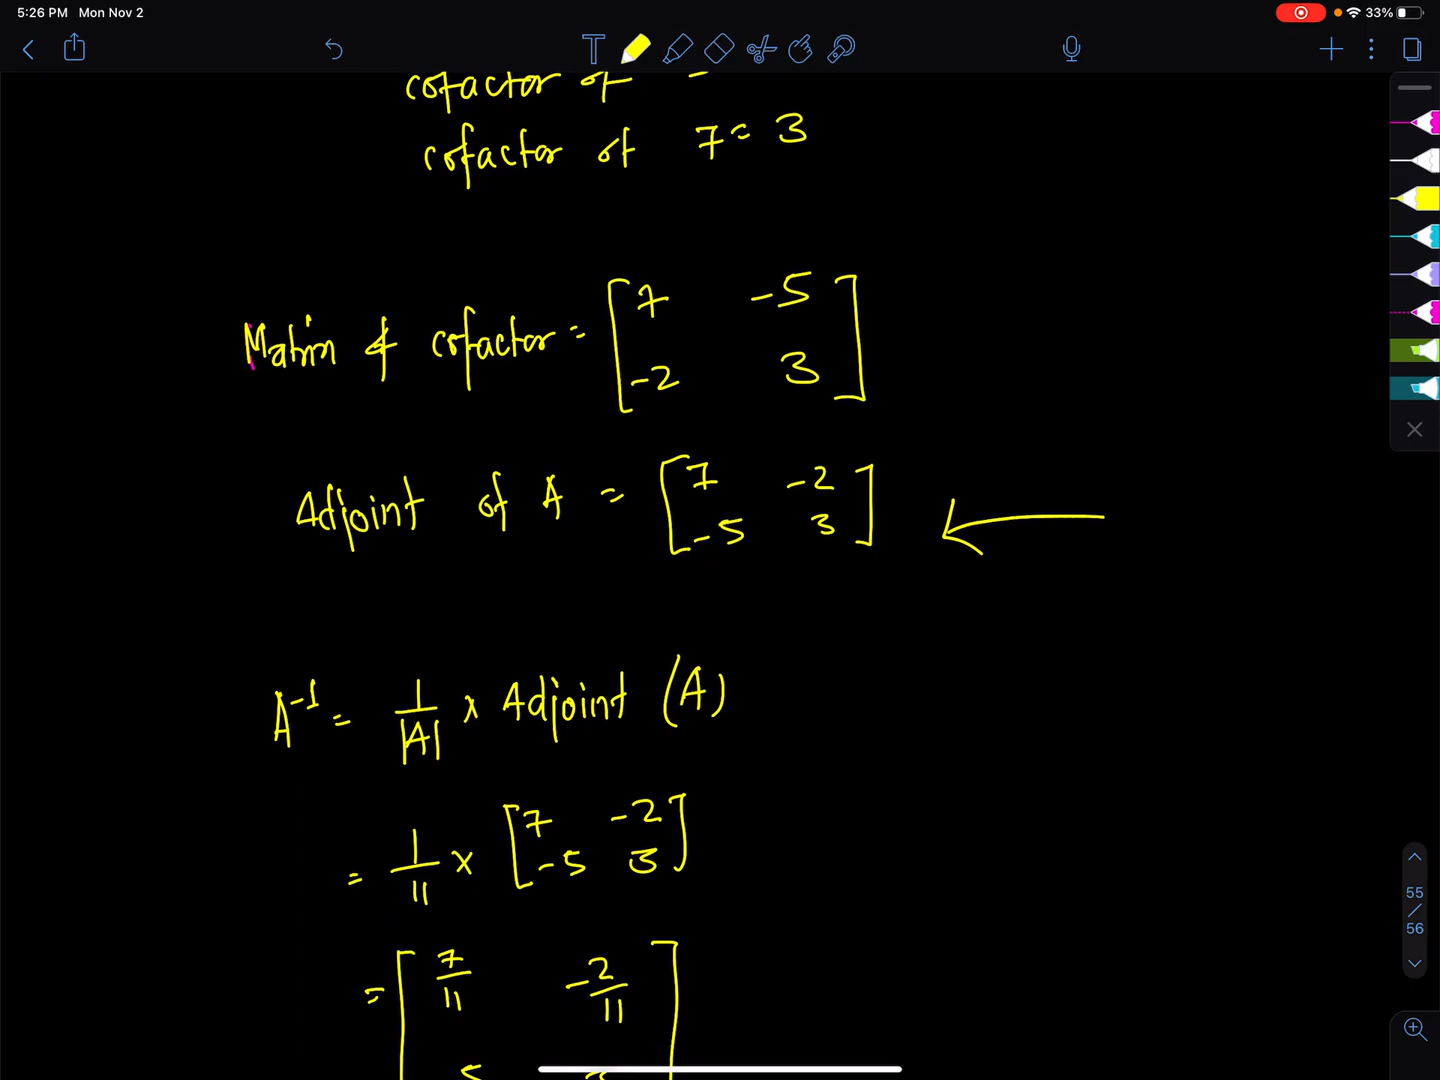 5:26 PM Mon Nov 2 33%
cofactor of
cofactor of 7 = 3
Matrix of cofactor = [ 7 -5
-2 3 ]
Adjoint of A = [ 7 -2
-5 3 ]
A⁻¹ = 1/|A| × Adjoint (A)
= 1/11 × [ 7 -2
-5 3 ]
= [ 7/11 -2/11
55
/
56